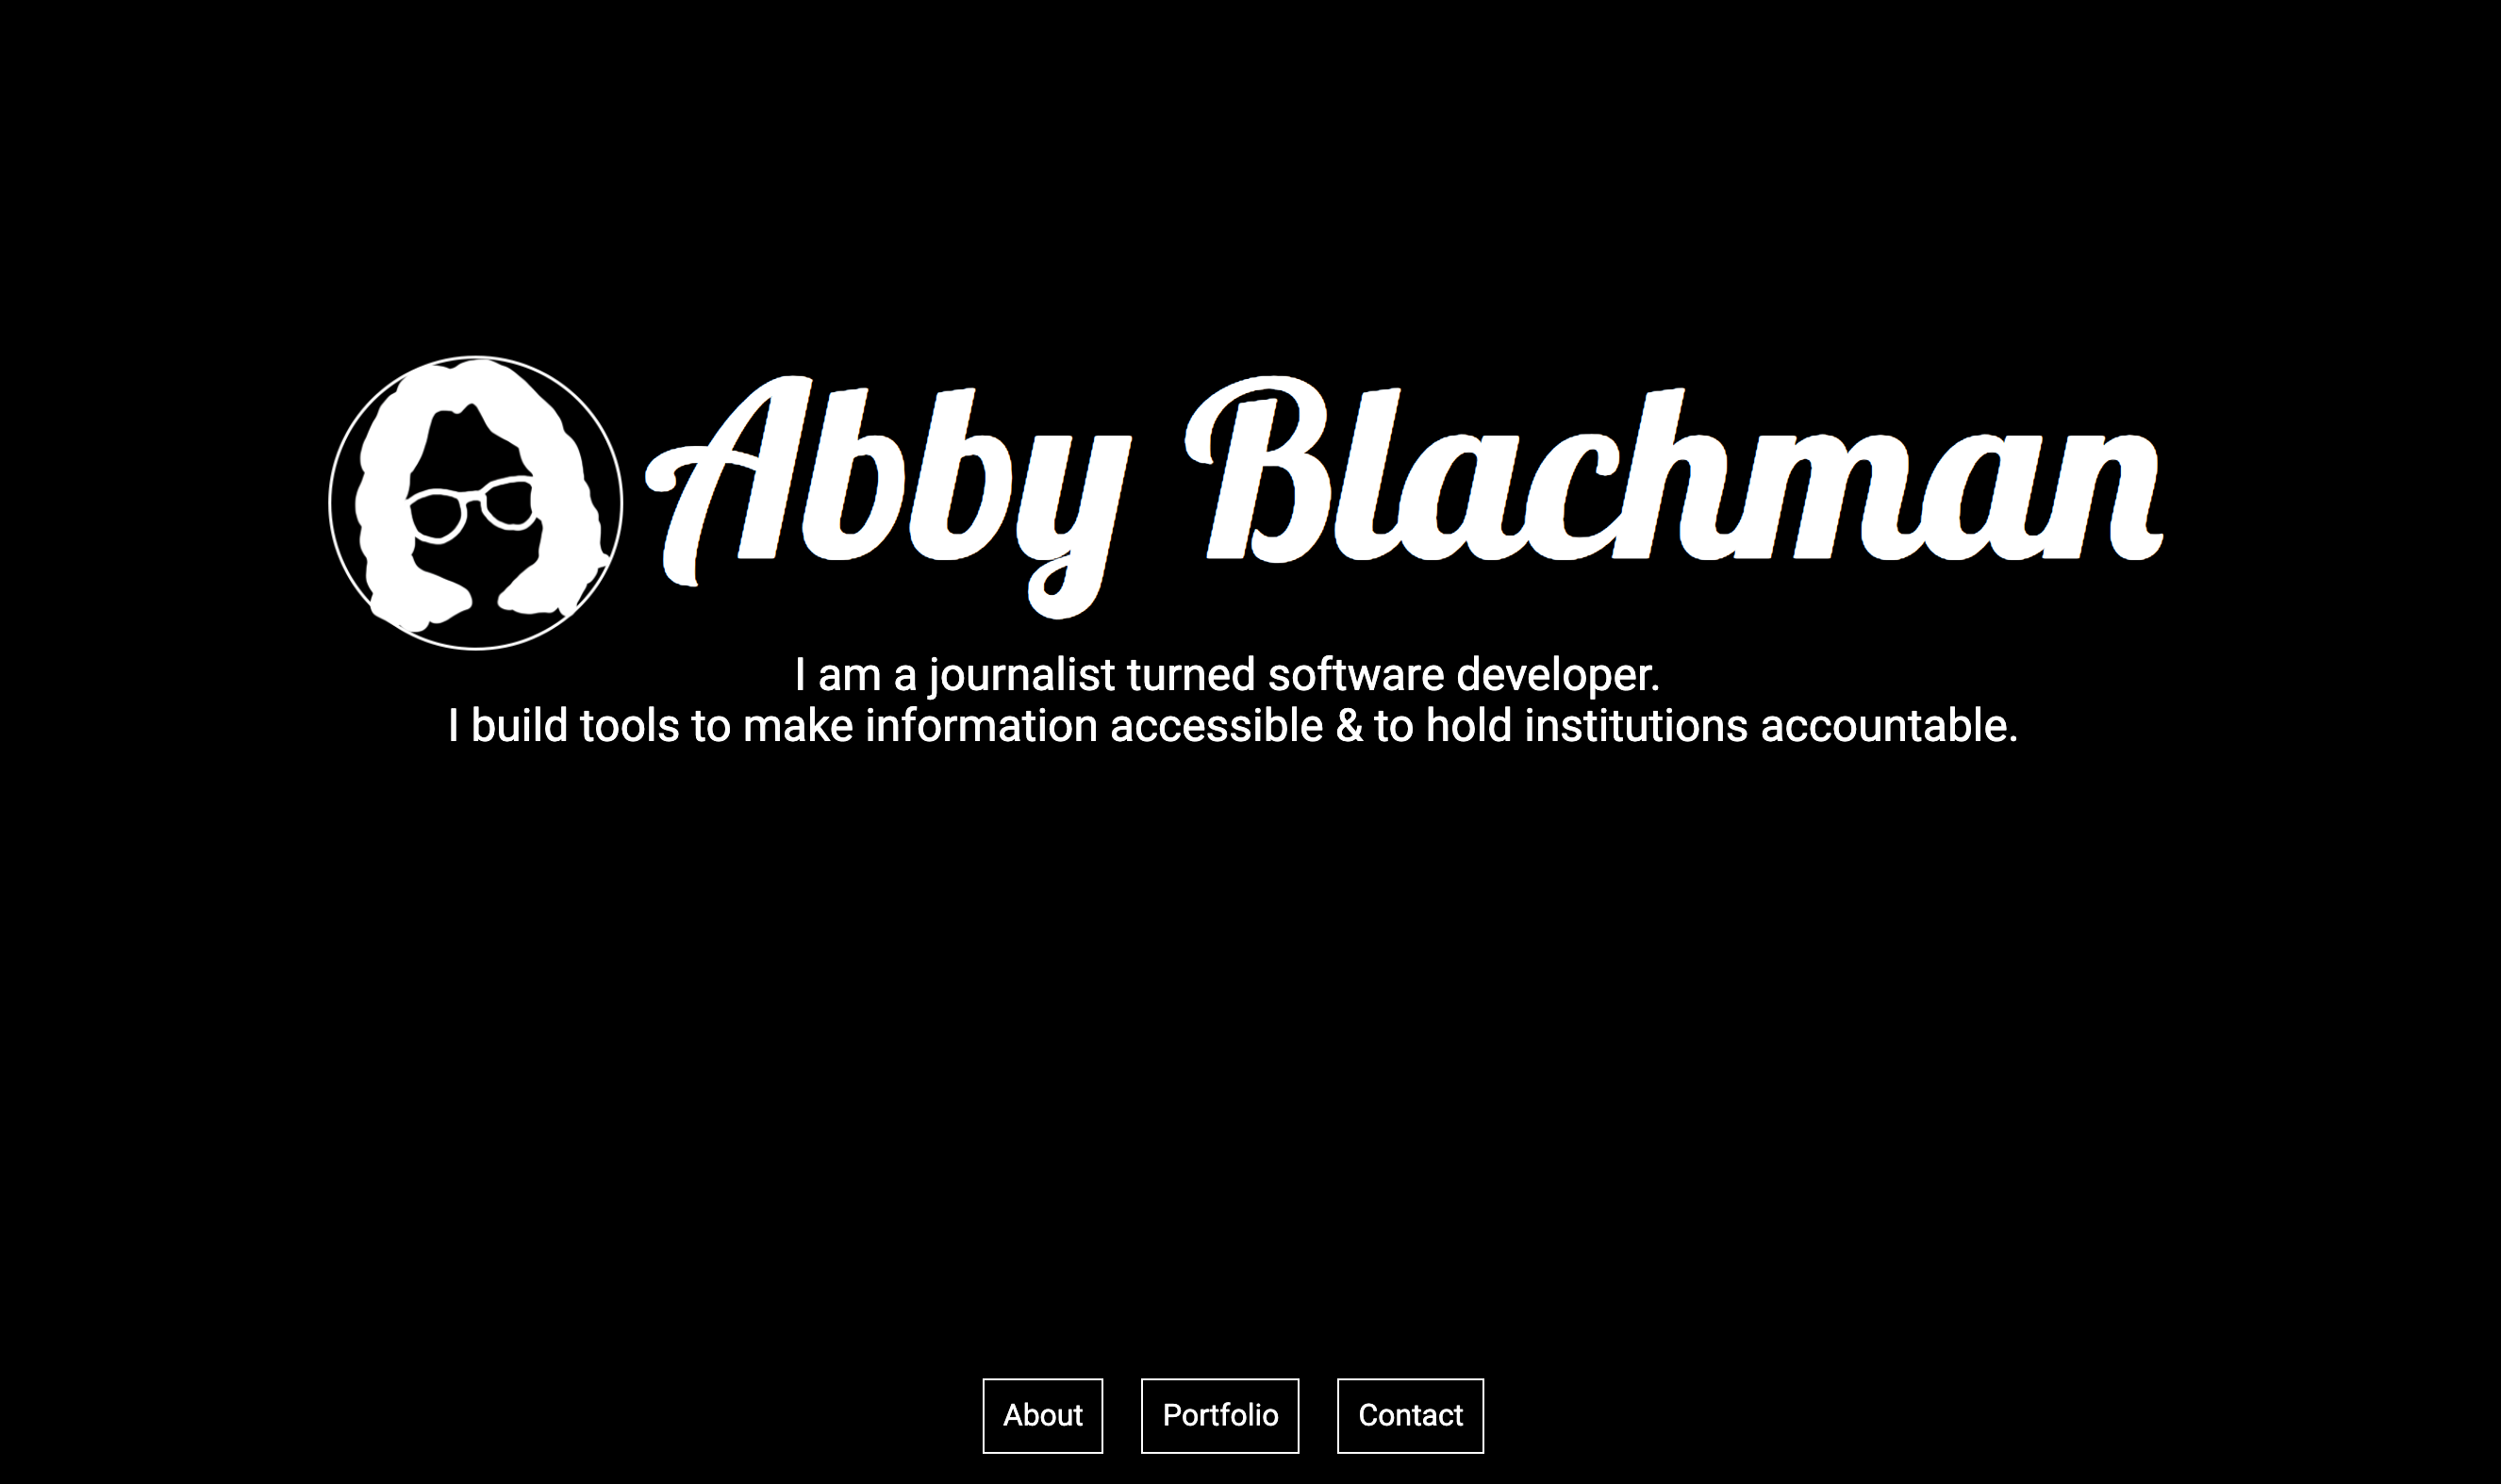 Abby Blachman
I am a journalist turned software developer.
I build tools to make information accessible & to hold institutions accountable.
About
Portfolio
Contact